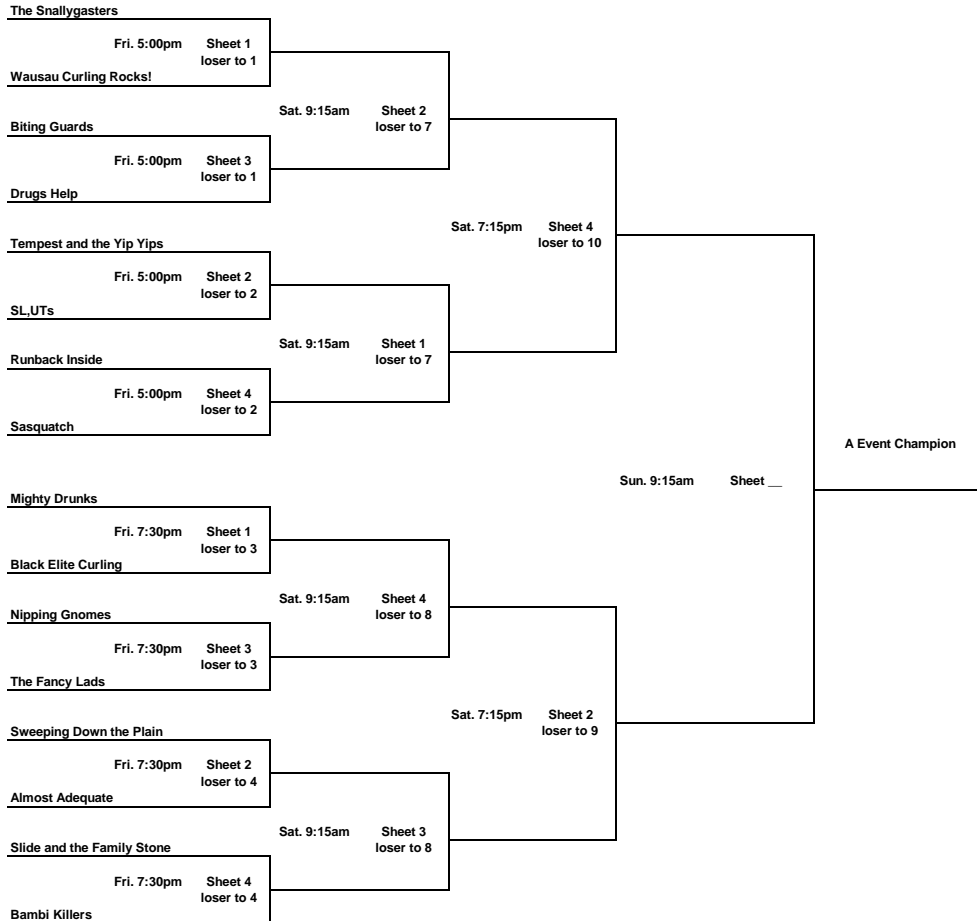 The Snallygasters
Fri. 5:00pm Sheet 1
loser to 1
Wausau Curling Rocks!
Sat. 9:15am Sheet 2
loser to 7
Biting Guards
Fri. 5:00pm Sheet 3
loser to 1
Drugs Help
Sat. 7:15pm Sheet 4
loser to 10
Tempest and the Yip Yips
Fri. 5:00pm Sheet 2
loser to 2
SL,UTs
Sat. 9:15am Sheet 1
loser to 7
Runback Inside
Fri. 5:00pm Sheet 4
loser to 2
Sasquatch
A Event Champion
Sun. 9:15am Sheet __
Mighty Drunks
Fri. 7:30pm Sheet 1
loser to 3
Black Elite Curling
Sat. 9:15am Sheet 4
loser to 8
Nipping Gnomes
Fri. 7:30pm Sheet 3
loser to 3
The Fancy Lads
Sat. 7:15pm Sheet 2
loser to 9
Sweeping Down the Plain
Fri. 7:30pm Sheet 2
loser to 4
Almost Adequate
Sat. 9:15am Sheet 3
loser to 8
Slide and the Family Stone
Fri. 7:30pm Sheet 4
loser to 4
Bambi Killers